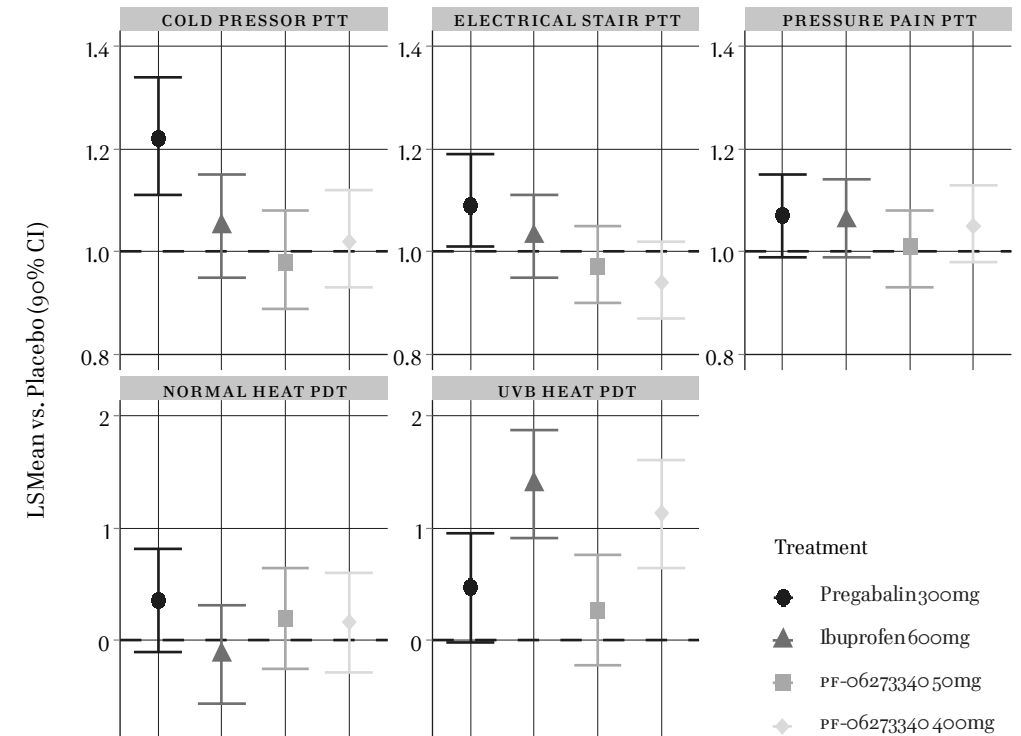 COLD PRESSOR PTT
ELECTRICAL STAIR PTT
PRESSURE PAIN PTT
1.4
1.2
1.0
0.8
1.4
1.2
1.0
0.8
1.4
1.2
1.0
0.8
LSMean vs. Placebo (90% CI)
NORMAL HEAT PDT
UVB HEAT PDT
2
1
0
2
1
0
Treatment
Pregabalin 300mg
Ibuprofen 600mg
PF-06273340 50mg
PF-06273340 400mg